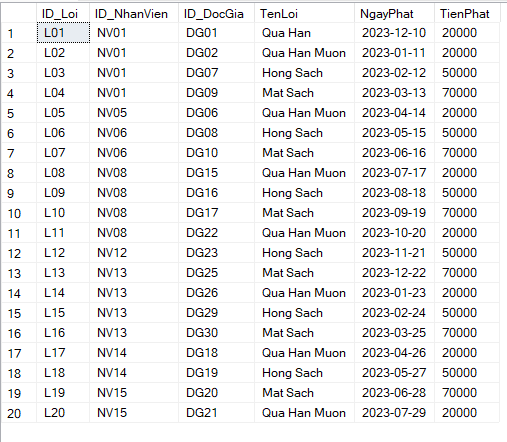 ID_Loi ID_NhanVien ID_DocGia TenLoi NgayPhat TienPhat
1 L01 NV01 DG01 Qua Han 2023-12-10 20000
2 L02 NV01 DG02 Qua Han Muon 2023-01-11 20000
3 L03 NV01 DG07 Hong Sach 2023-02-12 50000
4 L04 NV01 DG09 Mat Sach 2023-03-13 70000
5 L05 NV05 DG06 Qua Han Muon 2023-04-14 20000
6 L06 NV06 DG08 Hong Sach 2023-05-15 50000
7 L07 NV06 DG10 Mat Sach 2023-06-16 70000
8 L08 NV08 DG15 Qua Han Muon 2023-07-17 20000
9 L09 NV08 DG16 Hong Sach 2023-08-18 50000
10 L10 NV08 DG17 Mat Sach 2023-09-19 70000
11 L11 NV08 DG22 Qua Han Muon 2023-10-20 20000
12 L12 NV12 DG23 Hong Sach 2023-11-21 50000
13 L13 NV13 DG25 Mat Sach 2023-12-22 70000
14 L14 NV13 DG26 Qua Han Muon 2023-01-23 20000
15 L15 NV13 DG29 Hong Sach 2023-02-24 50000
16 L16 NV13 DG30 Mat Sach 2023-03-25 70000
17 L17 NV14 DG18 Qua Han Muon 2023-04-26 20000
18 L18 NV14 DG19 Hong Sach 2023-05-27 50000
19 L19 NV15 DG20 Mat Sach 2023-06-28 70000
20 L20 NV15 DG21 Qua Han Muon 2023-07-29 20000